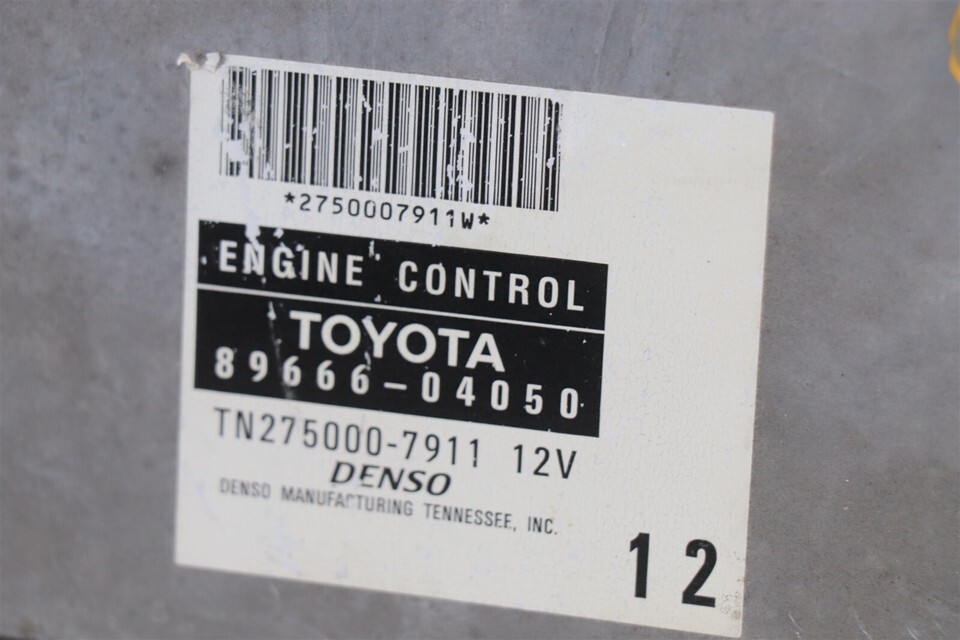 *2750007911W*
ENGINE CONTROL
TOYOTA
89666-04050
TN275000-7911 12V
DENSO
DENSO MANUFACTURING TENNESSEE, INC.
12